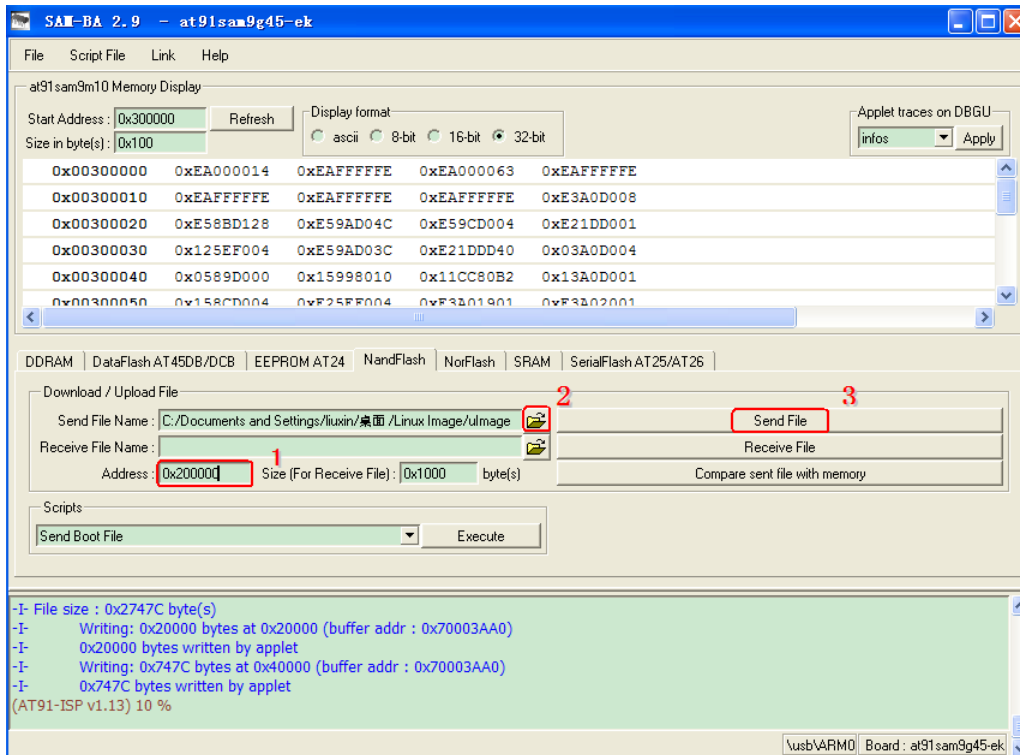 SAM-BA 2.9 - at91sam9g45-ek
File Script File Link Help
at91sam9m10 Memory Display
Start Address : 0x300000 Refresh
Size in byte(s) : 0x100
Display format
ascii 8-bit 16-bit 32-bit
Applet traces on DBGU
infos Apply
0x00300000 0xEA000014 0xEAFFFFFE 0xEA000063 0xEAFFFFFE
0x00300010 0xEAFFFFFE 0xEAFFFFFE 0xEAFFFFFE 0xE3A0D008
0x00300020 0xE58BD128 0xE59AD04C 0xE59CD004 0xE21DD001
0x00300030 0x125EF004 0xE59AD03C 0xE21DDD40 0x03A0D004
0x00300040 0x0589D000 0x15998010 0x11CC80B2 0x13A0D001
0x00300050 0x158CD004 0xE25EF004 0xE3A01901 0xE3A02001
DDRAM DataFlash AT45DB/DCB EEPROM AT24 NandFlash NorFlash SRAM SerialFlash AT25/AT26
Download / Upload File
2
3
Send File Name : C:/Documents and Settings/liuxin/桌面/Linux Image/uImage Send File
Receive File Name : Receive File
1
Address : 0x200000 Size (For Receive File) : 0x1000 byte(s) Compare sent file with memory
Scripts
Send Boot File Execute
-I- File size : 0x2747C byte(s)
-I- Writing: 0x20000 bytes at 0x20000 (buffer addr : 0x70003AA0)
-I- 0x20000 bytes written by applet
-I- Writing: 0x747C bytes at 0x40000 (buffer addr : 0x70003AA0)
-I- 0x747C bytes written by applet
(AT91-ISP v1.13) 10 %
\usb\ARM0 Board : at91sam9g45-ek